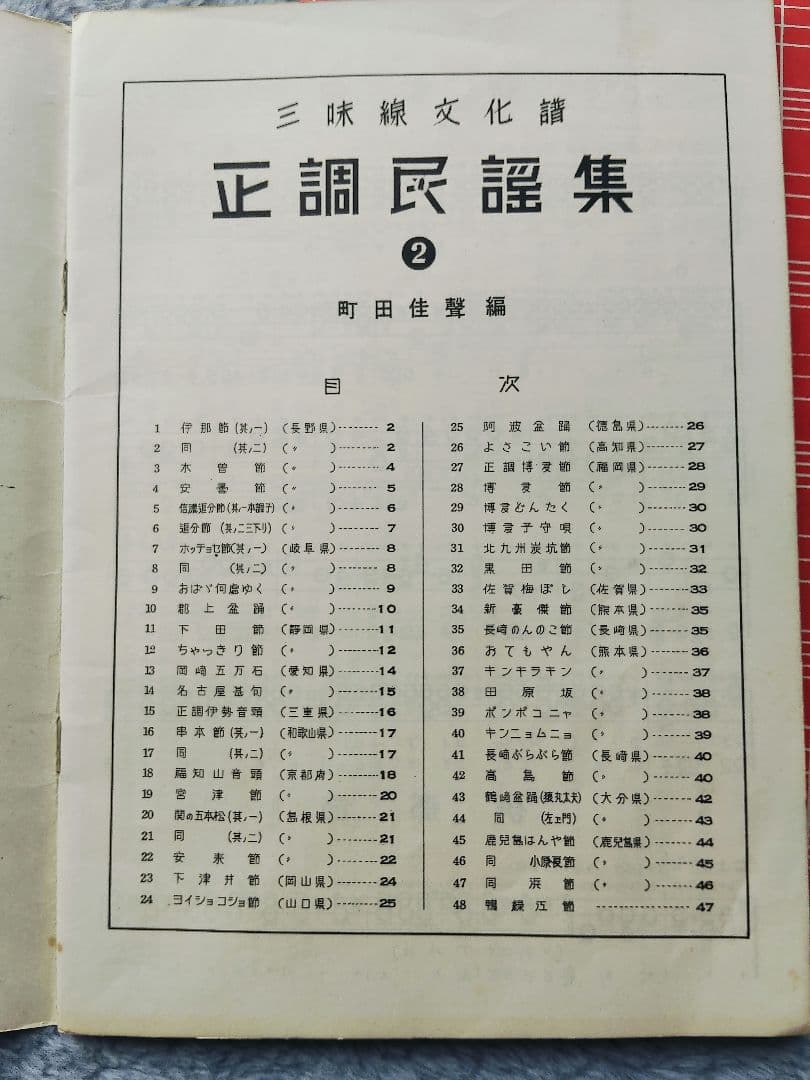 三味線文化譜
正調民謡集
2
町田佳聲編
目 次
1 伊那節(其ノ一) (長野県)--------2
2 同 (其ノ二) (〃)--------2
3 木曽節 (〃)--------4
4 安曇節 (〃)--------5
5 信濃追分節(其ノ一本調子) (〃)--------6
6 追分節(其ノ二三下り) (〃)--------7
7 ホッチョセ節(其ノ一) (岐阜県)--------8
8 同 (其ノ二) (〃)--------8
9 おばゞ何処ゆく (〃)--------9
10 郡上盆踊 (〃)--------10
11 下田節 (静岡県)--------11
12 ちゃっきり節 (〃)--------12
13 岡崎五万石 (愛知県)--------14
14 名古屋甚句 (〃)--------15
15 正調伊勢音頭 (三重県)--------16
16 串本節(其ノ一) (和歌山県)--------17
17 同 (其ノ二) (〃)--------17
18 福知山音頭 (京都府)--------18
19 宮津節 (〃)--------20
20 関の五本松(其ノ一) (島根県)--------21
21 同 (其ノ二) (〃)--------21
22 安来節 (〃)--------22
23 下津井節 (岡山県)--------24
24 ヨイショコショ節 (山口県)--------25
25 阿波盆踊 (徳島県)--------26
26 よさこい節 (高知県)--------27
27 正調博多節 (福岡県)--------28
28 博多節 (〃)--------29
29 博多どんたく (〃)--------30
30 博多子守唄 (〃)--------30
31 北九州炭坑節 (〃)--------31
32 黒田節 (〃)--------32
33 佐賀梅ぼし (佐賀県)--------33
34 新豪傑節 (熊本県)--------35
35 長崎のんのこ節 (長崎県)--------35
36 おてもやん (熊本県)--------36
37 キンキラキン (〃)--------37
38 田原坂 (〃)--------38
39 ポンポコニャ (〃)--------38
40 キンニョムニョ (〃)--------39
41 長崎ぶらぶら節 (長崎県)--------40
42 高島節 (〃)--------40
43 鶴崎盆踊(猿丸太夫) (大分県)--------42
44 同 (左ヱ門) (〃)--------43
45 鹿児島はんや節 (鹿児島県)--------44
46 同 小原夏節 (〃)--------45
47 同 浜節 (〃)--------46
48 鴨緑江節 --------------47